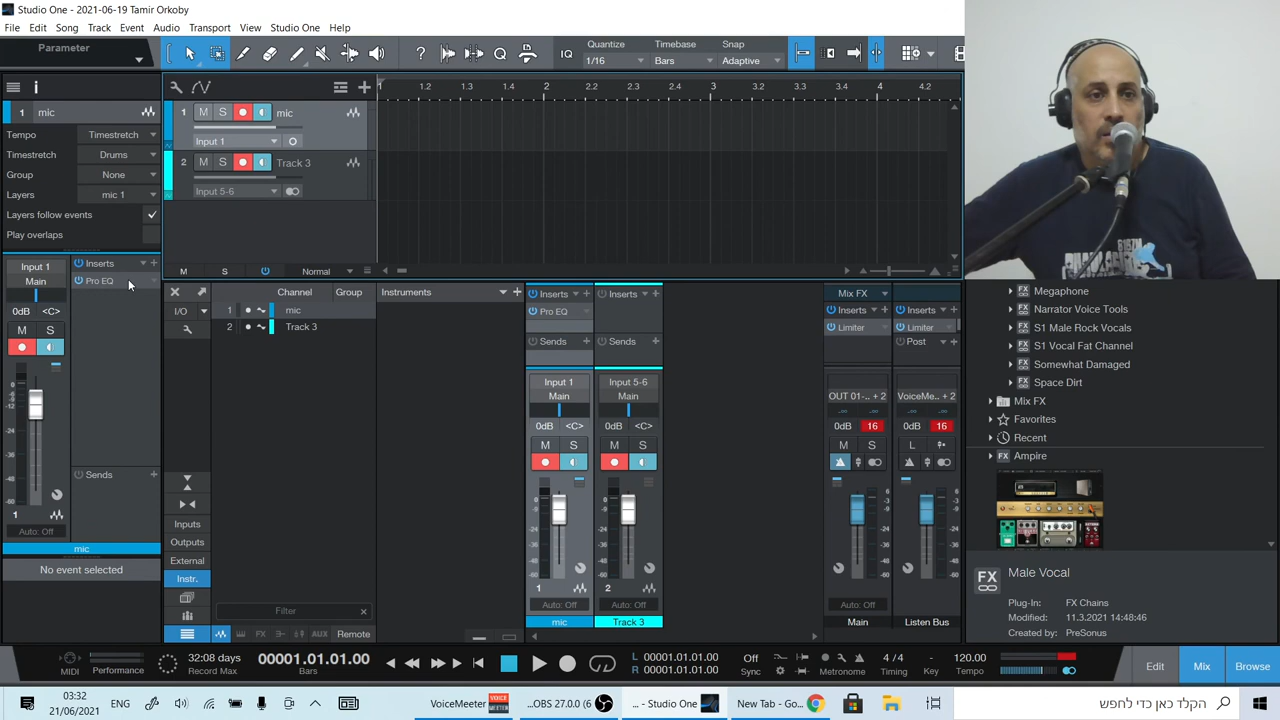 Studio One - 2021-06-19 Tamir Orkoby
File Edit Song Track Event Audio Transport View Studio One Help
Parameter
IQ
Quantize
1/16
Timebase
Bars
Snap
Adaptive
1 mic
Tempo Timestretch
Timestretch Drums
Group None
Layers mic 1
Layers follow events
Play overlaps
1 1.2 1.3 1.4 2 2.2 2.3 2.4 3 3.2 3.3 3.4 4 4.2
1 M S mic
Input 1
2 M S Track 3
Input 5-6
M S Normal
Input 1
Main
0dB <C>
M S
Inserts
Pro EQ
Sends
1
Auto: Off
mic
No event selected
I/O
Inputs
Outputs
External
Instr.
Channel Group
1 mic
2 Track 3
Filter
FX AUX Remote
Instruments
Inserts
Pro EQ
Sends
Input 1
Main
0dB <C>
M S
1
Auto: Off
mic
Inserts
Sends
Input 5-6
Main
0dB <C>
M S
2
Auto: Off
Track 3
Mix FX
Inserts
Limiter
OUT 01-.. + 2
0dB 16
M S
Auto: Off
Main
Inserts
Limiter
Post
VoiceMe.. + 2
0dB 16
L
Listen Bus
Megaphone
Narrator Voice Tools
S1 Male Rock Vocals
S1 Vocal Fat Channel
Somewhat Damaged
Space Dirt
Mix FX
Favorites
Recent
Ampire
FX
Male Vocal
Plug-In: FX Chains
Modified: 11.3.2021 14:48:46
Created by: PreSonus
MIDI
Performance
32:08 days
Record Max
00001.01.01.00
Bars
L 00001.01.01.00
R 00001.01.01.00
Off
Sync
Metronome
4 / 4
Timing
-
Key
120.00
Tempo
Edit Mix Browse
03:32
21/06/2021
ENG
VoiceMeeter
...OBS 27.0.0 (6
... - Studio One
New Tab - Go...
הקלד כאן כדי לחפש